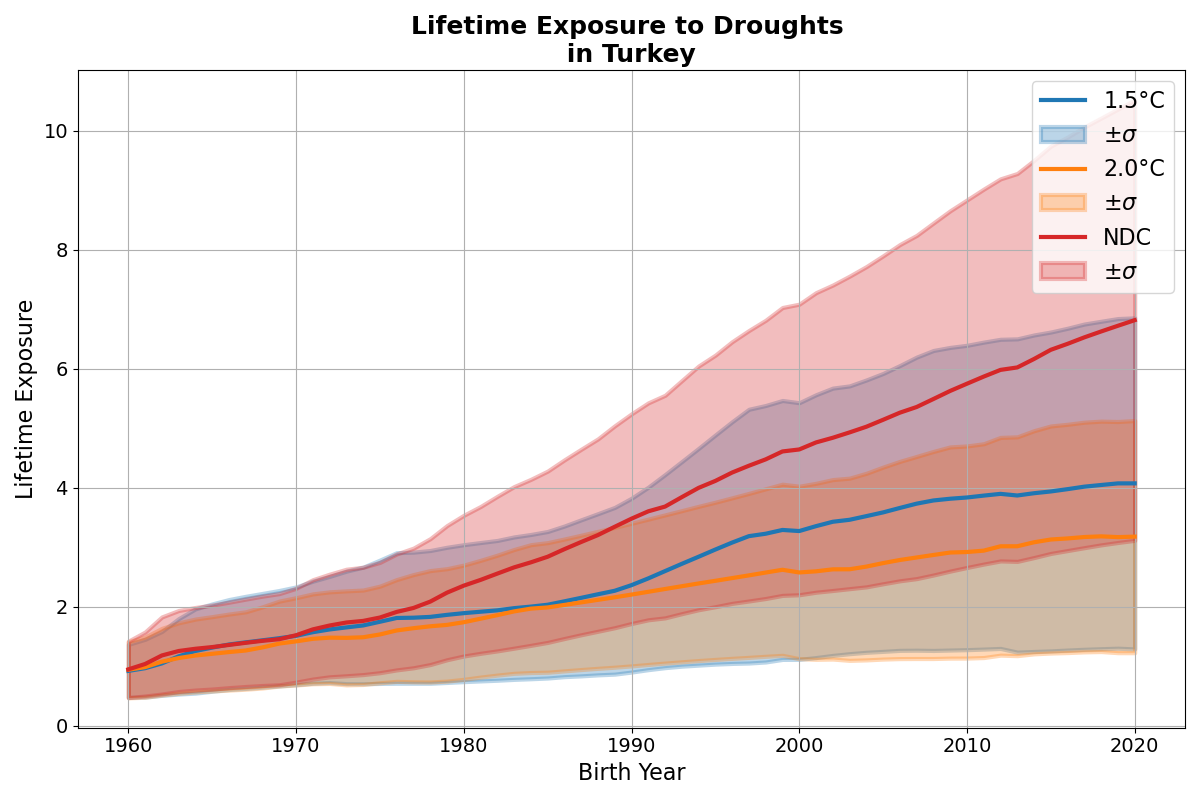 Lifetime Exposure to Droughts
in Turkey
Lifetime Exposure
10
8
6
4
2
0
1960
1970
1980
1990
2000
2010
2020
Birth Year
1.5°C
±σ
2.0°C
±σ
NDC
±σ